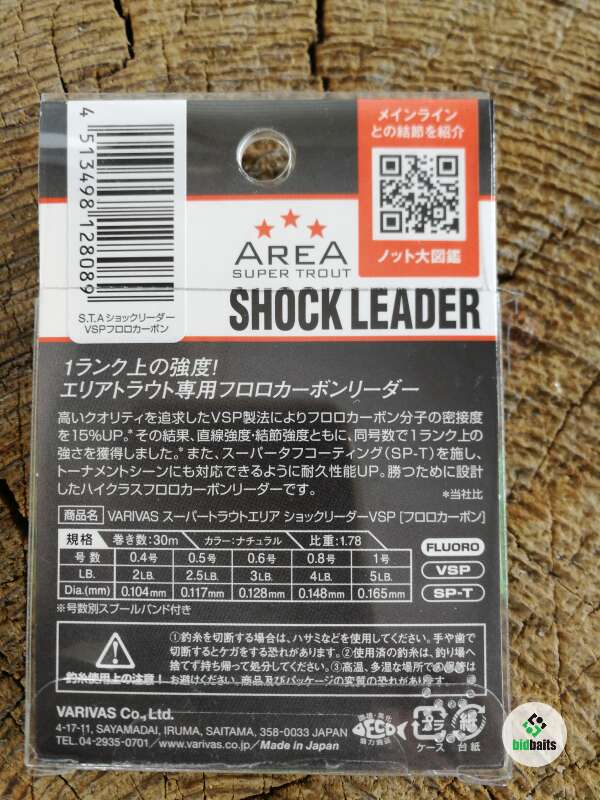 4 513498 128089
S.T.A ショックリーダー
VSPフロロカーボン
メインライン
との結節を紹介
ノット大図鑑
AREA
SUPER TROUT
SHOCK LEADER
1ランク上の強度!
エリアトラウト専用フロロカーボンリーダー
高いクオリティを追求したVSP製法によりフロロカーボン分子の密接度
を15%UP。*その結果、直線強度・結節強度ともに、同号数で1ランク上の
強さを獲得しました。*また、スーパータフコーティング(SP-T)を施し、
トーナメントシーンにも対応できるように耐久性能UP。勝つために設計
したハイクラスフロロカーボンリーダーです。 *当社比
商品名 VARIVAS スーパートラウトエリア ショックリーダーVSP [フロロカーボン]
規格 巻き数:30m カラー:ナチュラル 比重:1.78
号数 0.4号 0.5号 0.6号 0.8号 1号
LB. 2LB. 2.5LB. 3LB. 4LB. 5LB.
Dia.(mm) 0.104mm 0.117mm 0.128mm 0.148mm 0.165mm
FLUORO
VSP
SP-T
※号数別スプールバンド付き
①釣糸を切断する場合は、ハサミなどを使用してください。手や歯で
切断するとケガをする恐れがあります。②使用済の釣糸は、釣り場へ
捨てず持ち帰って処分してください。③高温、多湿な場所での保管は
お避けください。商品及びパッケージの変質の恐れがあります。
釣糸使用上の注意!
VARIVAS Co., Ltd.
4-17-11, SAYAMADAI, IRUMA, SAITAMA, 358-0033 JAPAN
TEL. 04-2935-0701 / www.varivas.co.jp / Made in Japan
環境・美化
ECO
協力商品
プラ
ケース
紙
台紙
bidbaits